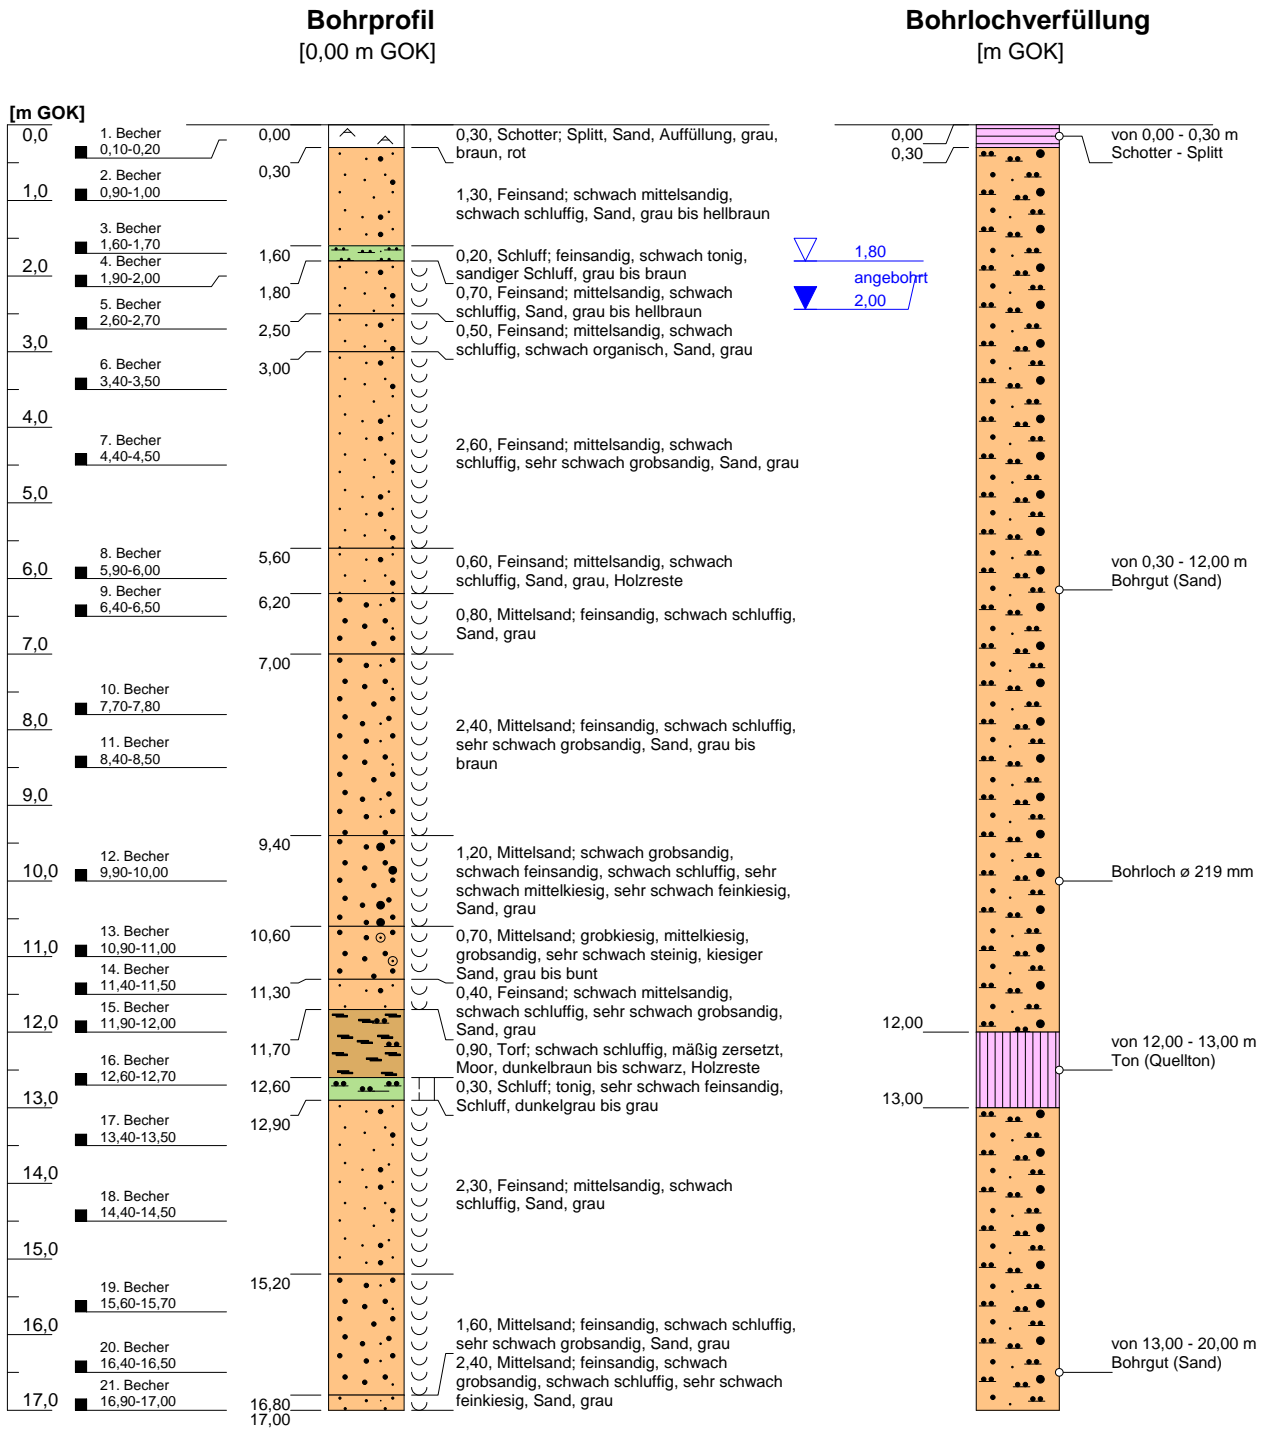 Bohrprofil
[0,00 m GOK]
Bohrlochverfüllung
[m GOK]
[m GOK]
0,0
1,0
2,0
3,0
4,0
5,0
6,0
7,0
8,0
9,0
10,0
11,0
12,0
13,0
14,0
15,0
16,0
17,0
1. Becher
0,10-0,20
2. Becher
0,90-1,00
3. Becher
1,60-1,70
4. Becher
1,90-2,00
5. Becher
2,60-2,70
6. Becher
3,40-3,50
7. Becher
4,40-4,50
8. Becher
5,90-6,00
9. Becher
6,40-6,50
10. Becher
7,70-7,80
11. Becher
8,40-8,50
12. Becher
9,90-10,00
13. Becher
10,90-11,00
14. Becher
11,40-11,50
15. Becher
11,90-12,00
16. Becher
12,60-12,70
17. Becher
13,40-13,50
18. Becher
14,40-14,50
19. Becher
15,60-15,70
20. Becher
16,40-16,50
21. Becher
16,90-17,00
0,00
0,30
1,60
1,80
2,50
3,00
5,60
6,20
7,00
9,40
10,60
11,30
11,70
12,60
12,90
15,20
16,80
17,00
0,30, Schotter; Splitt, Sand, Auffüllung, grau,
braun, rot
1,30, Feinsand; schwach mittelsandig,
schwach schluffig, Sand, grau bis hellbraun
0,20, Schluff; feinsandig, schwach tonig,
sandiger Schluff, grau bis braun
0,70, Feinsand; mittelsandig, schwach
schluffig, Sand, grau bis hellbraun
0,50, Feinsand; mittelsandig, schwach
schluffig, schwach organisch, Sand, grau
2,60, Feinsand; mittelsandig, schwach
schluffig, sehr schwach grobsandig, Sand, grau
0,60, Feinsand; mittelsandig, schwach
schluffig, Sand, grau, Holzreste
0,80, Mittelsand; feinsandig, schwach schluffig,
Sand, grau
2,40, Mittelsand; feinsandig, schwach schluffig,
sehr schwach grobsandig, Sand, grau bis
braun
1,20, Mittelsand; schwach grobsandig,
schwach feinsandig, schwach schluffig, sehr
schwach mittelkiesig, sehr schwach feinkiesig,
Sand, grau
0,70, Mittelsand; grobkiesig, mittelkiesig,
grobsandig, sehr schwach steinig, kiesiger
Sand, grau bis bunt
0,40, Feinsand; schwach mittelsandig,
schwach schluffig, sehr schwach grobsandig,
Sand, grau
0,90, Torf; schwach schluffig, mäßig zersetzt,
Moor, dunkelbraun bis schwarz, Holzreste
0,30, Schluff; tonig, sehr schwach feinsandig,
Schluff, dunkelgrau bis grau
2,30, Feinsand; mittelsandig, schwach
schluffig, Sand, grau
1,60, Mittelsand; feinsandig, schwach schluffig,
sehr schwach grobsandig, Sand, grau
2,40, Mittelsand; feinsandig, schwach
grobsandig, schwach schluffig, sehr schwach
feinkiesig, Sand, grau
1,80
angebohrt
2,00
0,00
0,30
12,00
13,00
von 0,00 - 0,30 m
Schotter - Splitt
von 0,30 - 12,00 m
Bohrgut (Sand)
Bohrloch ø 219 mm
von 12,00 - 13,00 m
Ton (Quellton)
von 13,00 - 20,00 m
Bohrgut (Sand)